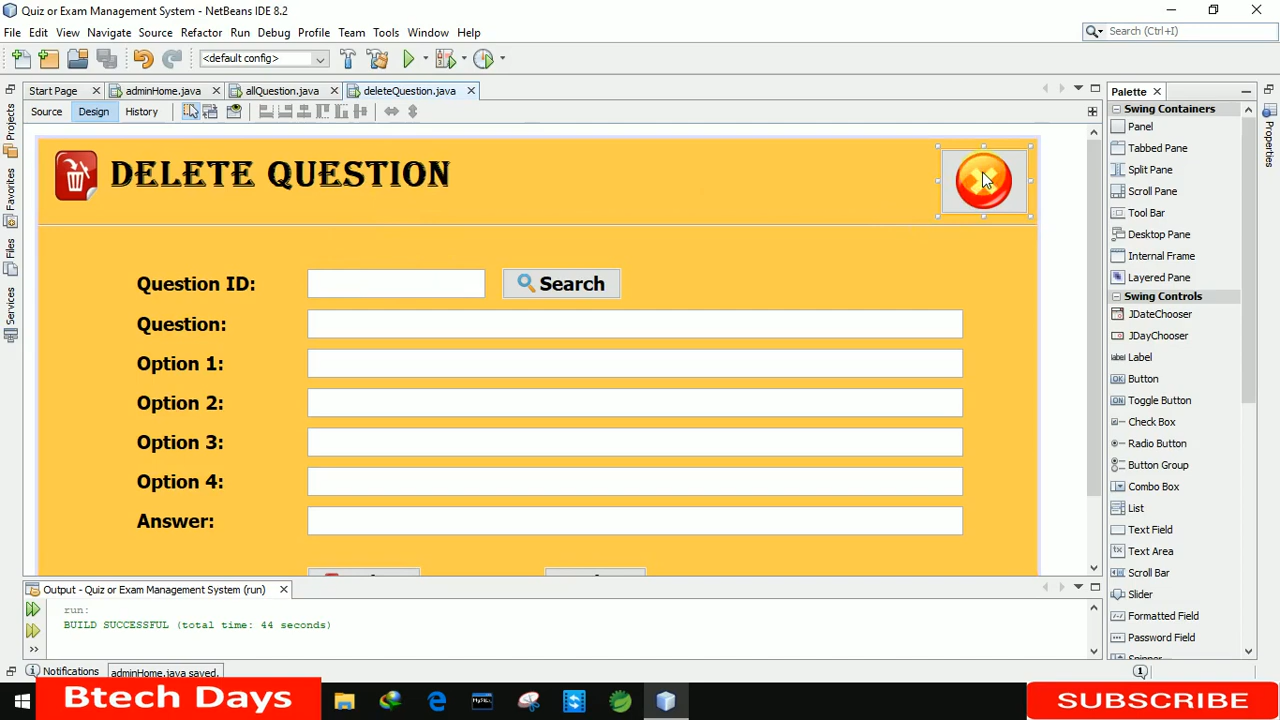 Quiz or Exam Management System - NetBeans IDE 8.2
File Edit View Navigate Source Refactor Run Debug Profile Team Tools Window Help
Search (Ctrl+I)
<default config>
Start Page adminHome.java allQuestion.java deleteQuestion.java
Source Design History
Projects
Favorites
Files
Services
DELETE QUESTION
Question ID:
Search
Question:
Option 1:
Option 2:
Option 3:
Option 4:
Answer:
Palette
Swing Containers
Panel
Tabbed Pane
Split Pane
Scroll Pane
Tool Bar
Desktop Pane
Internal Frame
Layered Pane
Swing Controls
JDateChooser
JDayChooser
Label
Button
Toggle Button
Check Box
Radio Button
Button Group
Combo Box
List
Text Field
Text Area
Scroll Bar
Slider
Formatted Field
Password Field
Properties
Output - Quiz or Exam Management System (run)
run:
BUILD SUCCESSFUL (total time: 44 seconds)
Notifications adminHome.java saved.
Btech Days
SUBSCRIBE